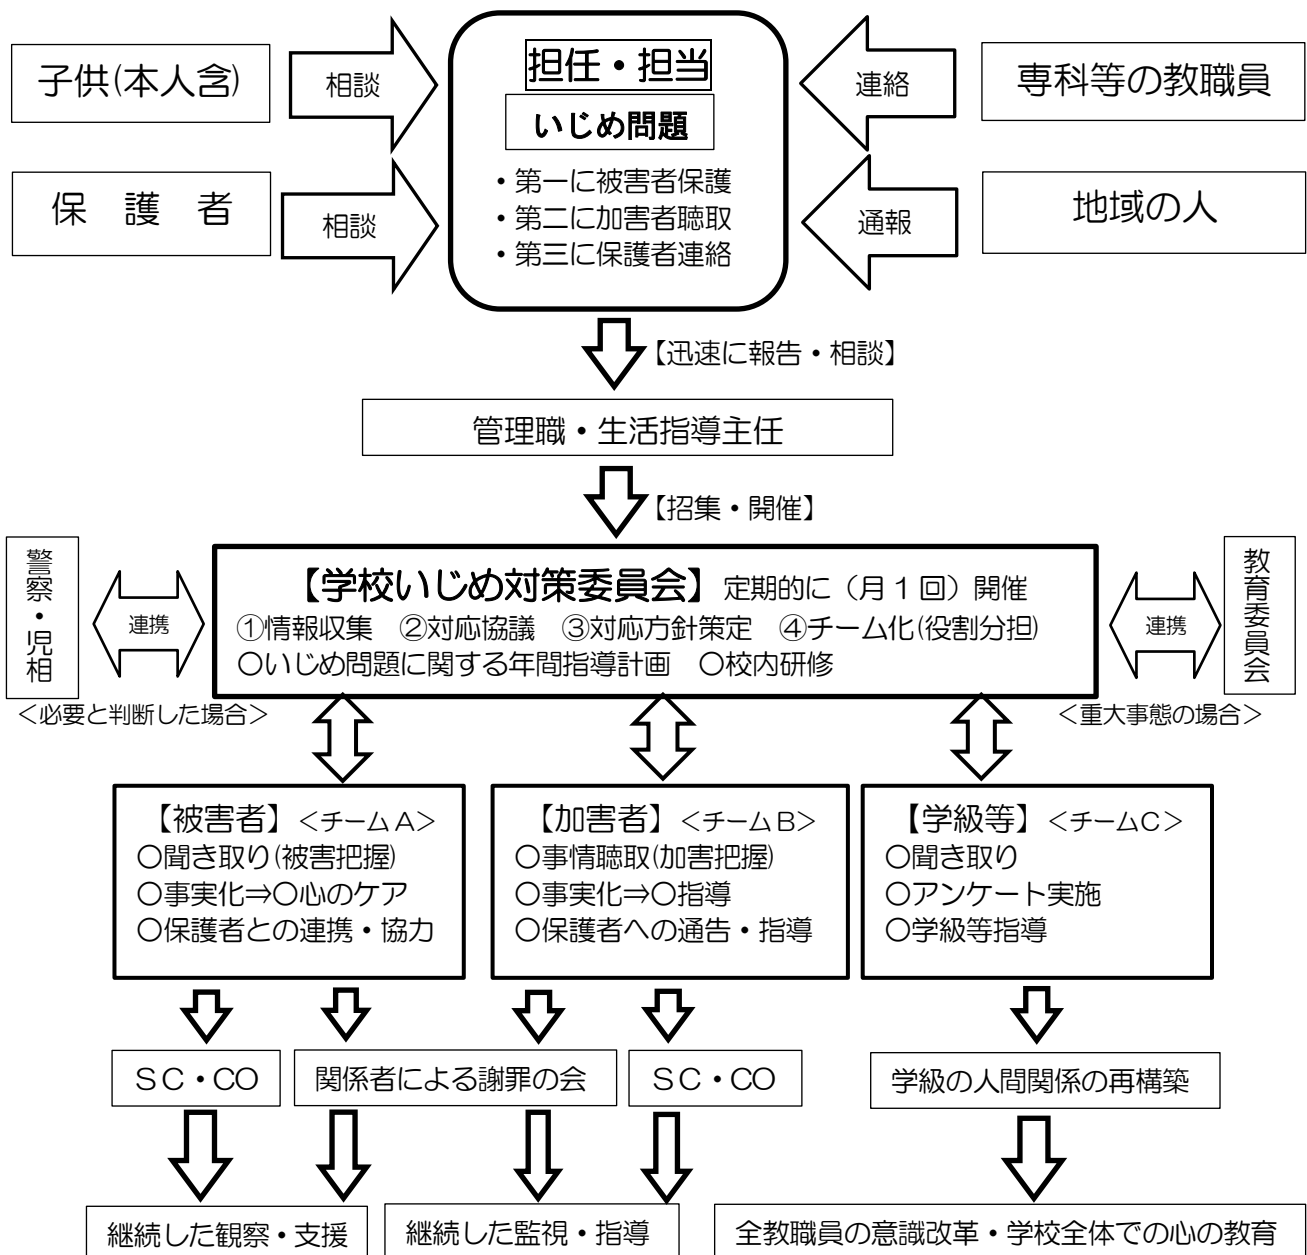 子供(本人含)
相談
担任・担当
いじめ問題
・第一に被害者保護
・第二に加害者聴取
・第三に保護者連絡
連絡
専科等の教職員
保　護　者
相談
通報
地域の人
【迅速に報告・相談】
管理職・生活指導主任
【招集・開催】
警察・児相
連携
【学校いじめ対策委員会】定期的に（月１回）開催
①情報収集　②対応協議　③対応方針策定　④チーム化(役割分担)
○いじめ問題に関する年間指導計画　○校内研修
連携
教育委員会
＜必要と判断した場合＞
＜重大事態の場合＞
【被害者】＜チームＡ＞
○聞き取り(被害把握)
○事実化⇒○心のケア
○保護者との連携・協力
【加害者】＜チームＢ＞
○事情聴取(加害把握)
○事実化⇒○指導
○保護者への通告・指導
【学級等】＜チームＣ＞
○聞き取り
○アンケート実施
○学級等指導
ＳＣ・ＣＯ
関係者による謝罪の会
ＳＣ・ＣＯ
学級の人間関係の再構築
継続した観察・支援
継続した監視・指導
全教職員の意識改革・学校全体での心の教育